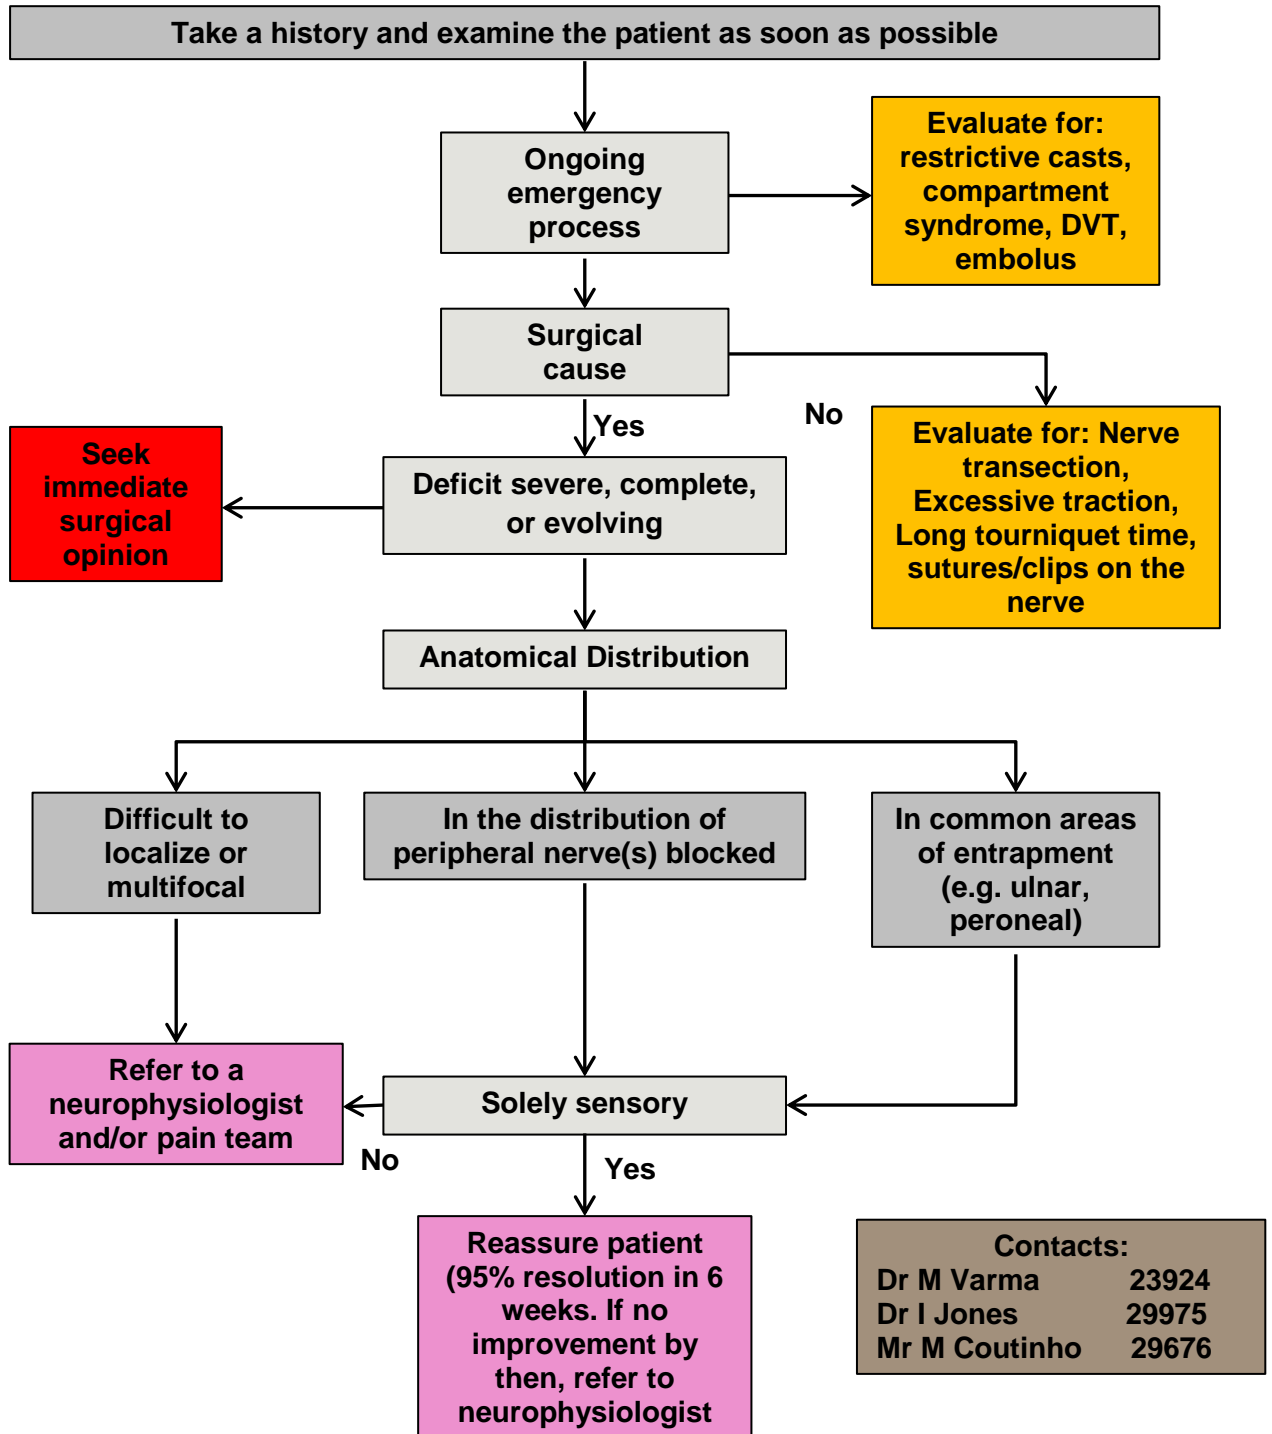 Take a history and examine the patient as soon as possible
Ongoing
emergency
process
Evaluate for:
restrictive casts,
compartment
syndrome, DVT,
embolus
Surgical
cause
Yes
No
Seek
immediate
surgical
opinion
Deficit severe, complete,
or evolving
Evaluate for: Nerve
transection,
Excessive traction,
Long tourniquet time,
sutures/clips on the
nerve
Anatomical Distribution
Difficult to
localize or
multifocal
In the distribution of
peripheral nerve(s) blocked
In common areas
of entrapment
(e.g. ulnar,
peroneal)
Refer to a
neurophysiologist
and/or pain team
Solely sensory
No
Yes
Reassure patient
(95% resolution in 6
weeks. If no
improvement by
then, refer to
neurophysiologist
Contacts:
Dr M Varma 23924
Dr I Jones 29975
Mr M Coutinho 29676